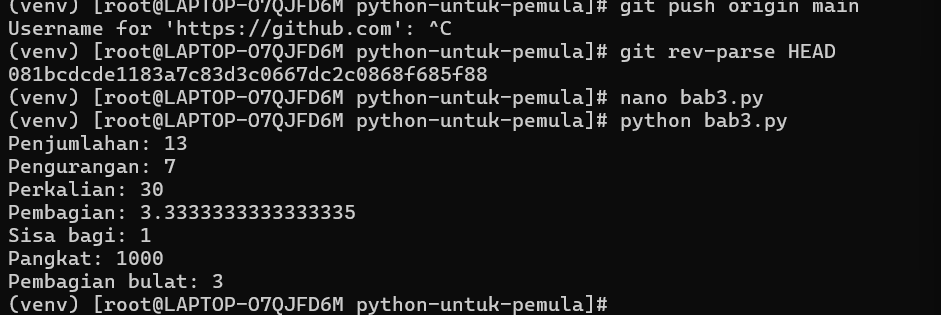 (venv) [root@LAPTOP-O7QJFD6M python-untuk-pemula]# git push origin main
Username for 'https://github.com': ^C
(venv) [root@LAPTOP-O7QJFD6M python-untuk-pemula]# git rev-parse HEAD
081bcdcde1183a7c83d3c0667dc2c0868f685f88
(venv) [root@LAPTOP-O7QJFD6M python-untuk-pemula]# nano bab3.py
(venv) [root@LAPTOP-O7QJFD6M python-untuk-pemula]# python bab3.py
Penjumlahan: 13
Pengurangan: 7
Perkalian: 30
Pembagian: 3.3333333333333335
Sisa bagi: 1
Pangkat: 1000
Pembagian bulat: 3
(venv) [root@LAPTOP-O7QJFD6M python-untuk-pemula]#